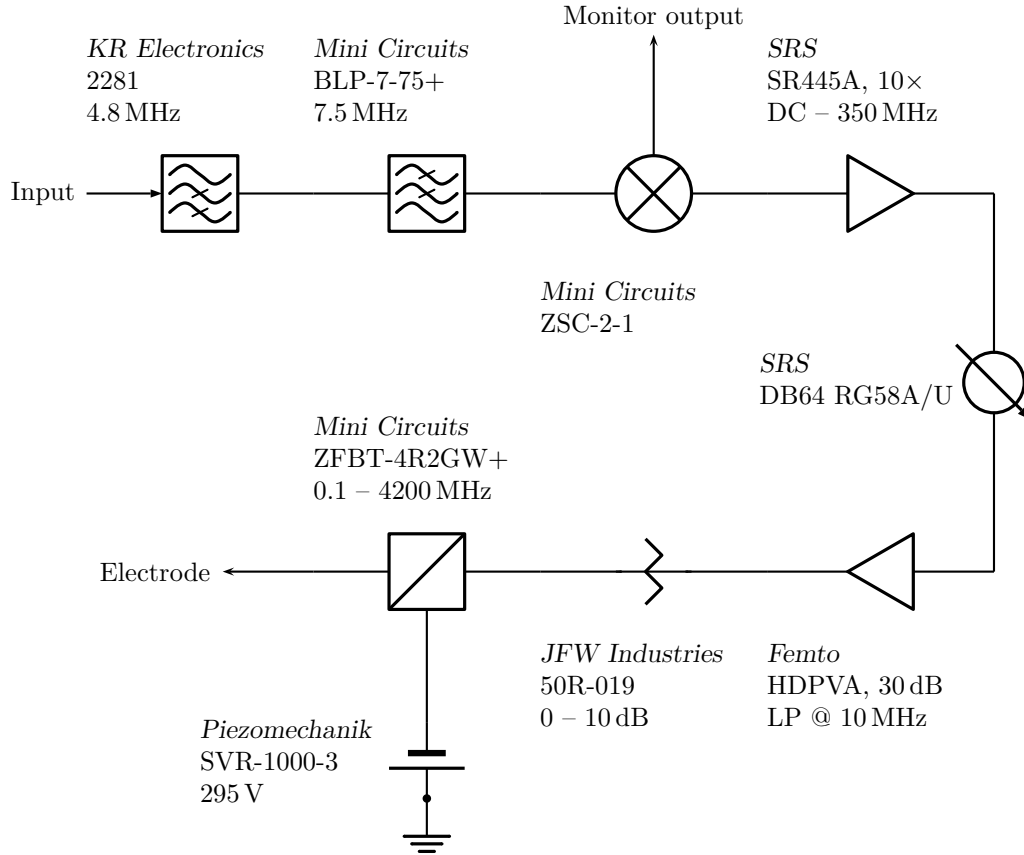 Monitor output
KR Electronics
2281
4.8 MHz
Mini Circuits
BLP-7-75+
7.5 MHz
SRS
SR445A, 10×
DC – 350 MHz
Input
Mini Circuits
ZSC-2-1
SRS
DB64 RG58A/U
Mini Circuits
ZFBT-4R2GW+
0.1 – 4200 MHz
Electrode
JFW Industries
50R-019
0 – 10 dB
Femto
HDPVA, 30 dB
LP @ 10 MHz
Piezomechanik
SVR-1000-3
295 V